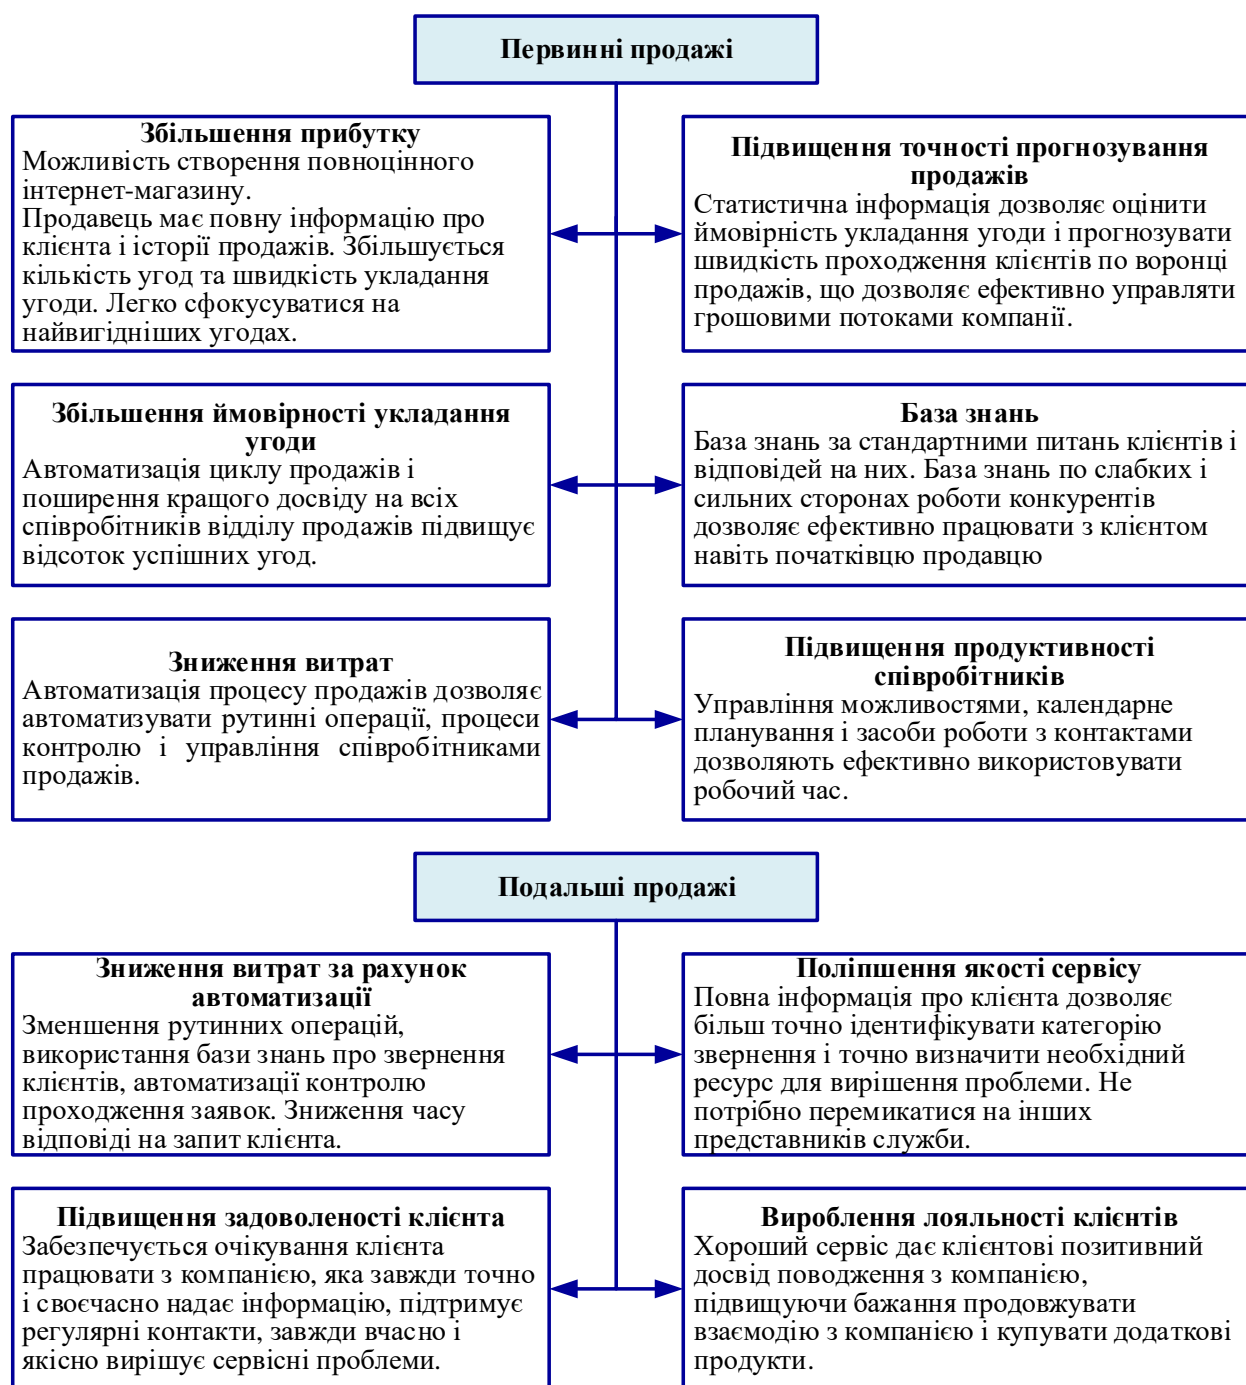 Первинні продажі
Збільшення прибутку
Можливість створення повноцінного
інтернет-магазину.
Продавець має повну інформацію про
клієнта і історії продажів. Збільшується
кількість угод та швидкість укладання
угоди. Легко сфокусуватися на
найвигідніших угодах.
Підвищення точності прогнозування
продажів
Статистична інформація дозволяє оцінити
ймовірність укладання угоди і прогнозувати
швидкість проходження клієнтів по воронці
продажів, що дозволяє ефективно управляти
грошовими потоками компанії.
Збільшення ймовірності укладання
угоди
Автоматизація циклу продажів і
поширення кращого досвіду на всіх
співробітників відділу продажів підвищує
відсоток успішних угод.
База знань
База знань за стандартними питань клієнтів і
відповідей на них. База знань по слабких і
сильних сторонах роботи конкурентів
дозволяє ефективно працювати з клієнтом
навіть початківцю продавцю
Зниження витрат
Автоматизація процесу продажів дозволяє
автоматизувати рутинні операції, процеси
контролю і управління співробітниками
продажів.
Підвищення продуктивності
співробітників
Управління можливостями, календарне
планування і засоби роботи з контактами
дозволяють ефективно використовувати
робочий час.
Подальші продажі
Зниження витрат за рахунок
автоматизації
Зменшення рутинних операцій,
використання бази знань про звернення
клієнтів, автоматизації контролю
проходження заявок. Зниження часу
відповіді на запит клієнта.
Поліпшення якості сервісу
Повна інформація про клієнта дозволяє
більш точно ідентифікувати категорію
звернення і точно визначити необхідний
ресурс для вирішення проблеми. Не
потрібно перемикатися на інших
представників служби.
Підвищення задоволеності клієнта
Забезпечується очікування клієнта
працювати з компанією, яка завжди точно
і своєчасно надає інформацію, підтримує
регулярні контакти, завжди вчасно і
якісно вирішує сервісні проблеми.
Вироблення лояльності клієнтів
Хороший сервіс дає клієнтові позитивний
досвід поводження з компанією,
підвищуючи бажання продовжувати
взаємодію з компанією і купувати додаткові
продукти.